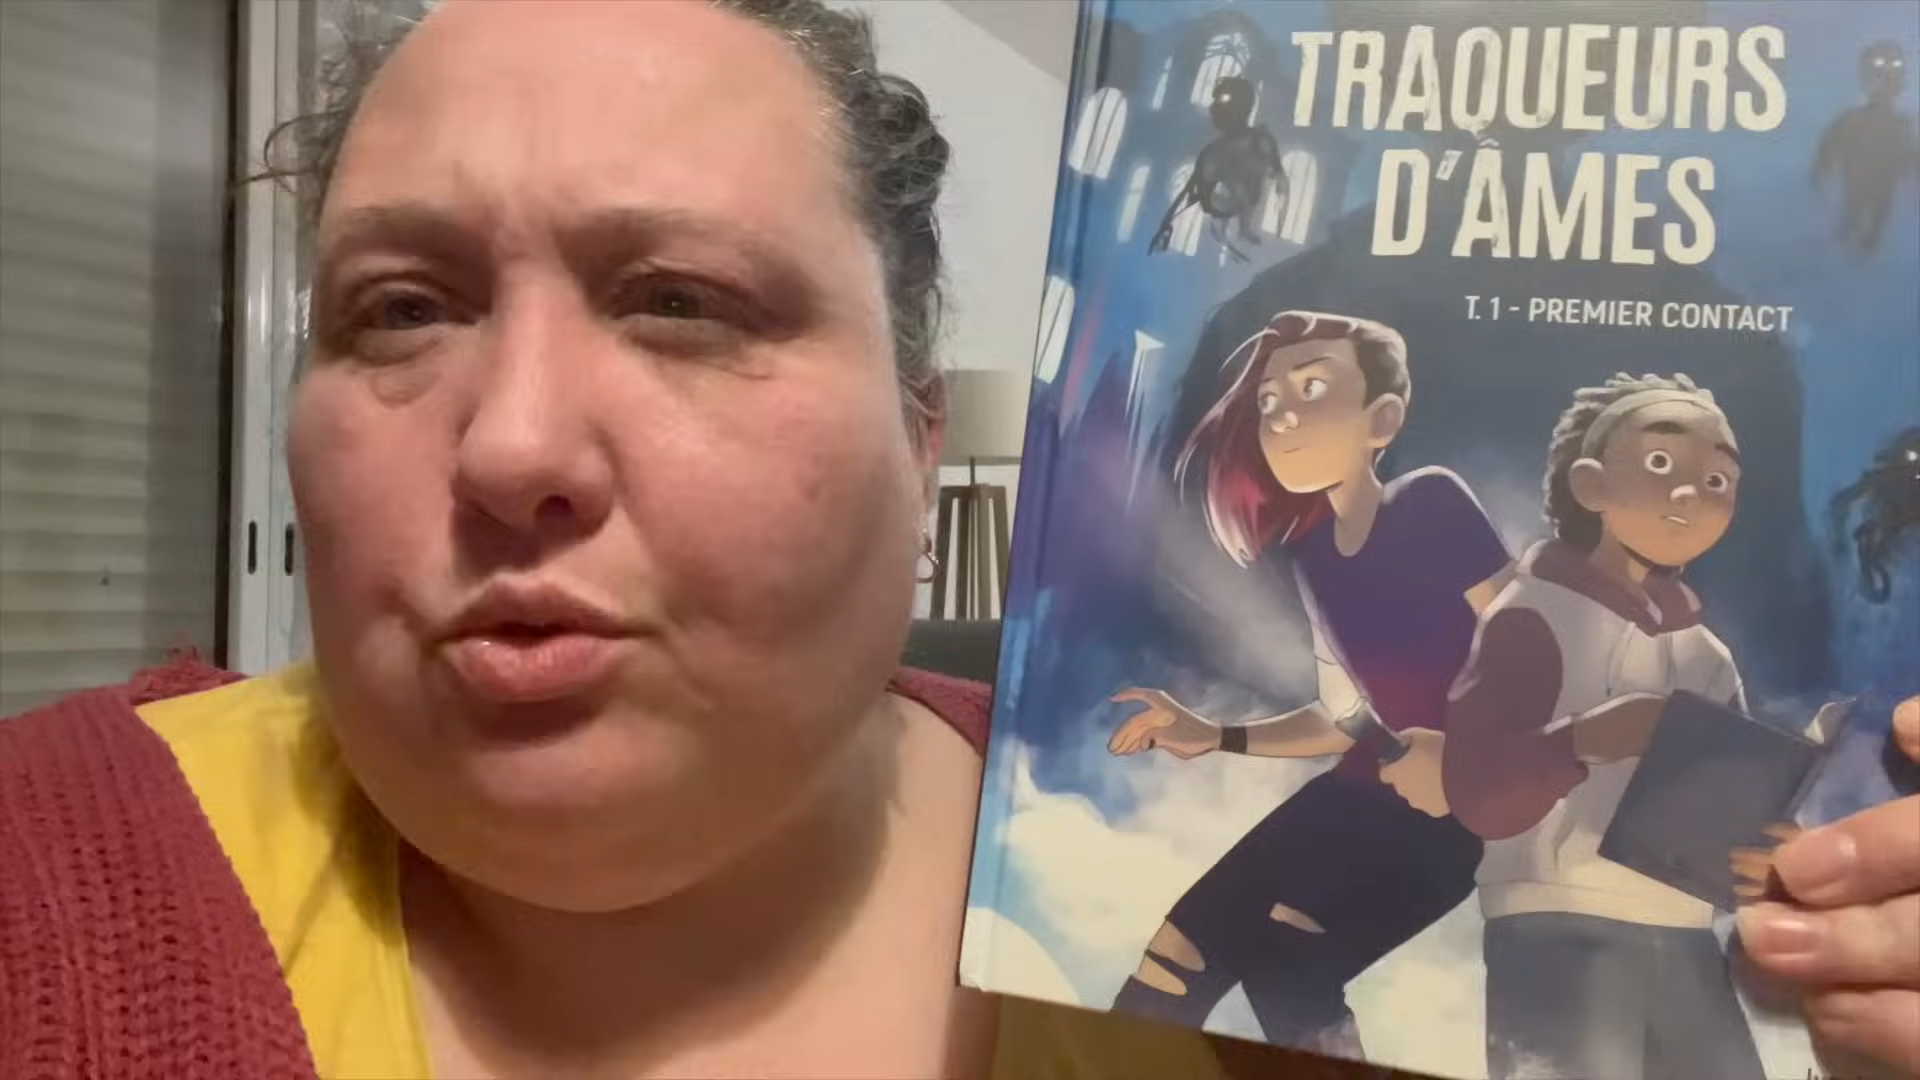 TRAQUEURS
D'ÂMES
T. 1 - PREMIER CONTACT